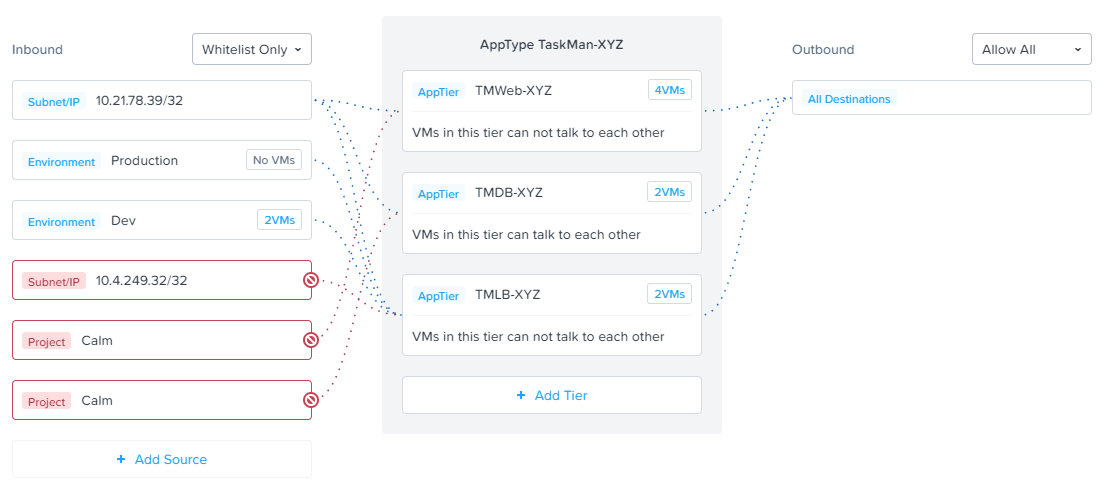 Inbound
Whitelist Only
Subnet/IP 10.21.78.39/32
Environment Production No VMs
Environment Dev 2VMs
Subnet/IP 10.4.249.32/32
Project Calm
Project Calm
+ Add Source
AppType TaskMan-XYZ
AppTier TMWeb-XYZ 4VMs
VMs in this tier can not talk to each other
AppTier TMDB-XYZ 2VMs
VMs in this tier can talk to each other
AppTier TMLB-XYZ 2VMs
VMs in this tier can not talk to each other
+ Add Tier
Outbound
Allow All
All Destinations